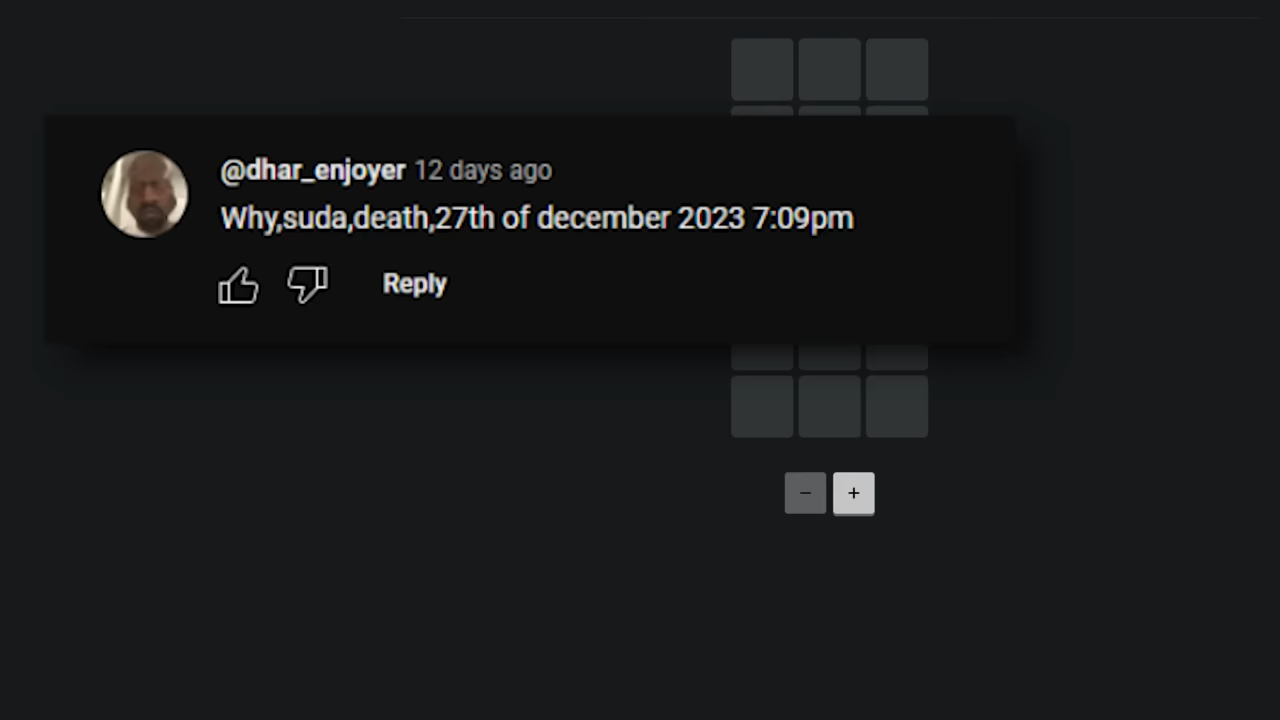 @dhar_enjoyer 12 days ago
Why,suda,death,27th of december 2023 7:09pm
Reply
− +